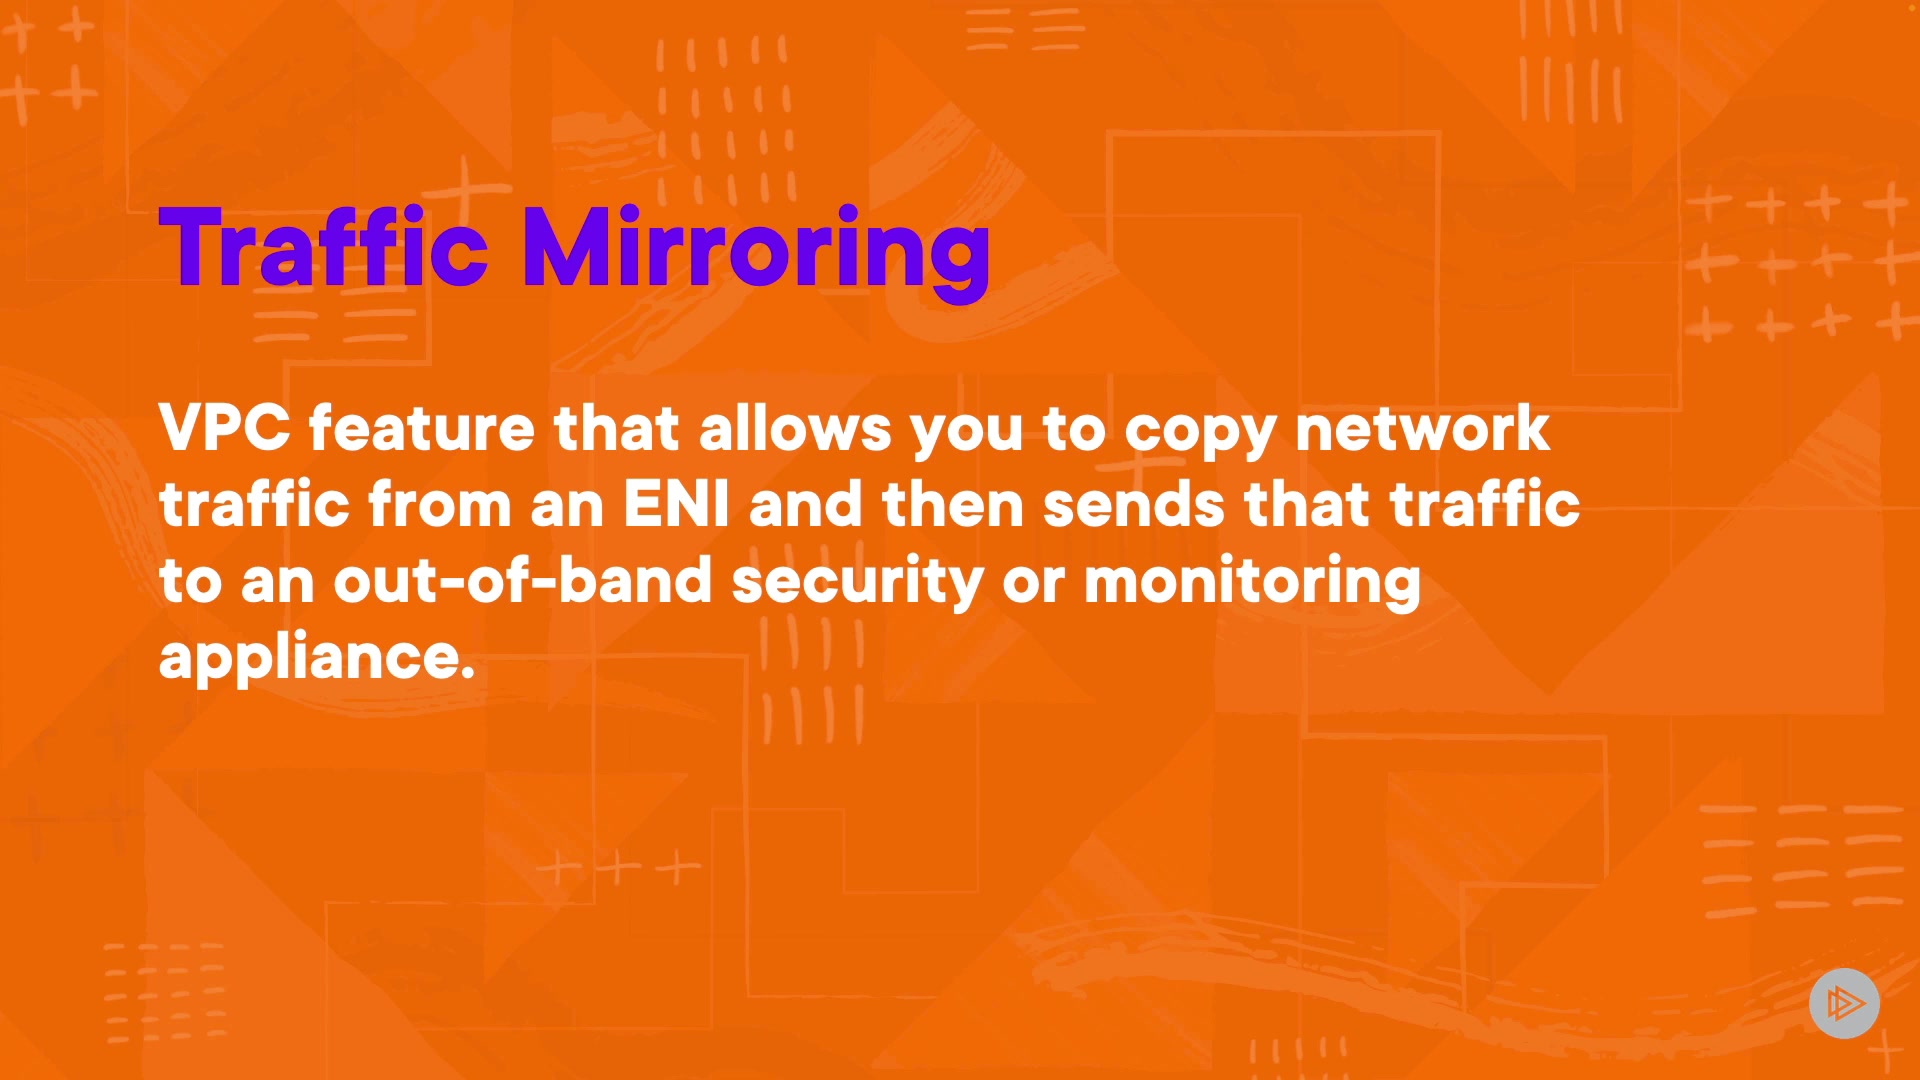 Traffic Mirroring
VPC feature that allows you to copy network
traffic from an ENI and then sends that traffic
to an out-of-band security or monitoring
appliance.